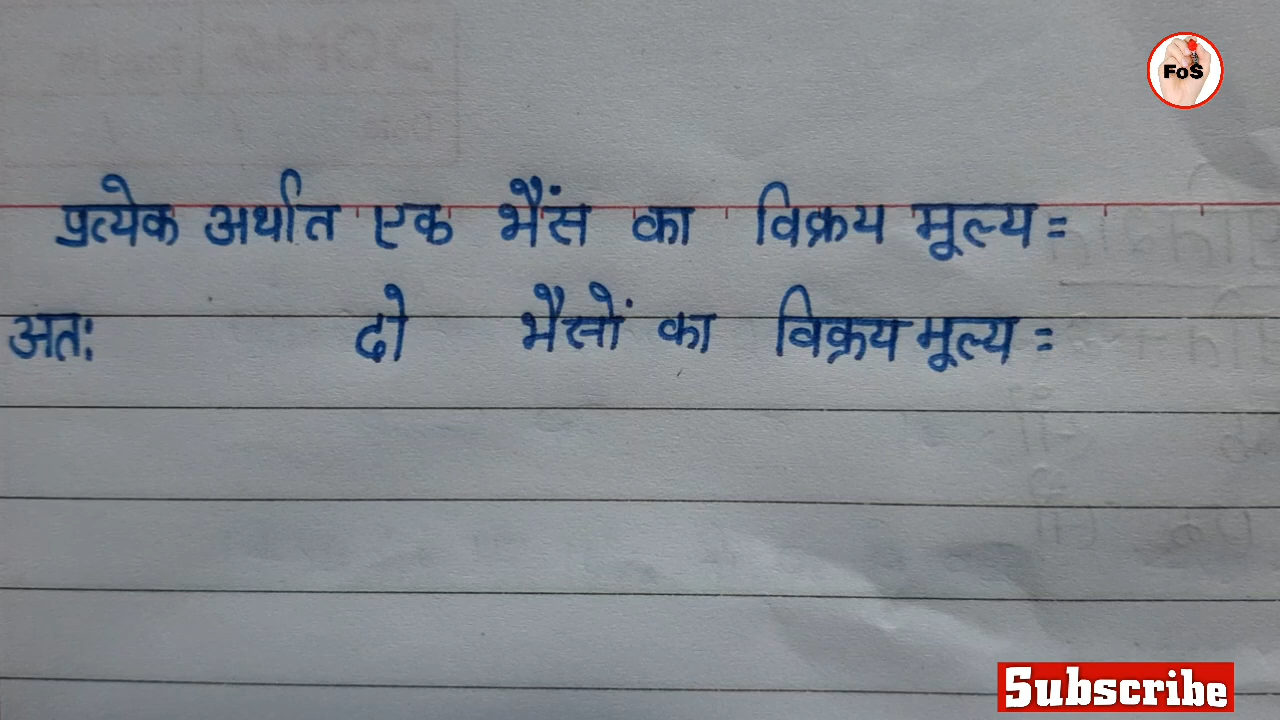 FoS
प्रत्येक अर्थात एक भैंस का विक्रय मूल्य =
अत: दो भैसों का विक्रय मूल्य =
Subscribe